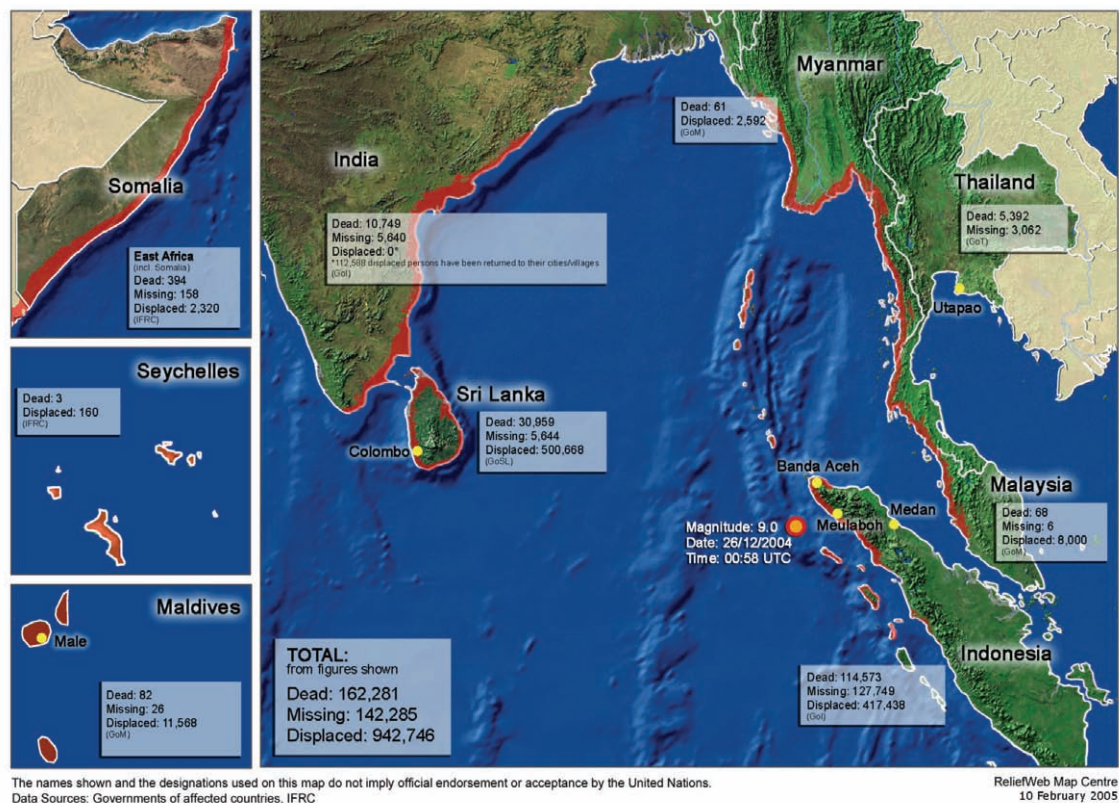 Somalia
East Africa
(incl. Somalia)
Dead: 394
Missing: 158
Displaced: 2,320
(IFRC)
Seychelles
Dead: 3
Displaced: 160
(IFRC)
Maldives
Male
Dead: 82
Missing: 26
Displaced: 11,568
(GoM)
Myanmar
Dead: 61
Displaced: 2,592
(GoM)
India
Dead: 10,749
Missing: 5,640
Displaced: 0*
*112,588 displaced persons have been returned to their cities/villages
(GoI)
Thailand
Dead: 5,392
Missing: 3,062
(GoT)
Utapao
Sri Lanka
Dead: 30,959
Missing: 5,644
Displaced: 500,668
(GoSL)
Colombo
Banda Aceh
Meulaboh
Medan
Magnitude: 9.0
Date: 26/12/2004
Time: 00:58 UTC
Malaysia
Dead: 68
Missing: 6
Displaced: 8,000
(GoM)
Indonesia
Dead: 114,573
Missing: 127,749
Displaced: 417,438
(GoI)
TOTAL:
from figures shown
Dead: 162,281
Missing: 142,285
Displaced: 942,746
The names shown and the designations used on this map do not imply official endorsement or acceptance by the United Nations.
Data Sources: Governments of affected countries, IFRC
ReliefWeb Map Centre
10 February 2005